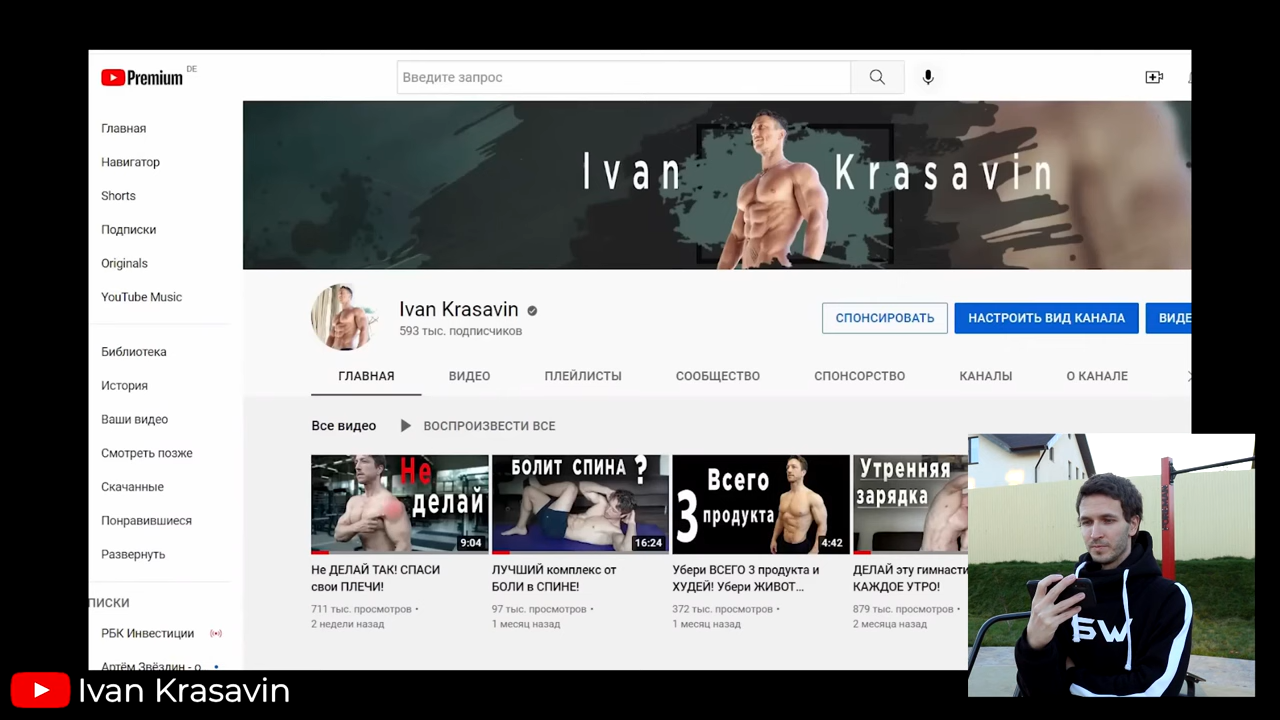 Premium DE
Введите запрос
Главная
Навигатор
Shorts
Подписки
Originals
YouTube Music
Библиотека
История
Ваши видео
Смотреть позже
Скачанные
Понравившиеся
Развернуть
ПИСКИ
РБК Инвестиции
Артём Звёздин - о
Ivan Krasavin
Ivan Krasavin
593 тыс. подписчиков
СПОНСИРОВАТЬ
НАСТРОИТЬ ВИД КАНАЛА
ВИДЕ
ГЛАВНАЯ ВИДЕО ПЛЕЙЛИСТЫ СООБЩЕСТВО СПОНСОРСТВО КАНАЛЫ О КАНАЛЕ
Все видео ВОСПРОИЗВЕСТИ ВСЕ
Не
делай
9:04
Не ДЕЛАЙ ТАК! СПАСИ
свои ПЛЕЧИ!
711 тыс. просмотров •
2 недели назад
БОЛИТ СПИНА ?
16:24
ЛУЧШИЙ комплекс от
БОЛИ в СПИНЕ!
97 тыс. просмотров •
1 месяц назад
Всего
3 продукта
4:42
Убери ВСЕГО 3 продукта и
ХУДЕЙ! Убери ЖИВОТ...
372 тыс. просмотров •
1 месяц назад
Утренняя
зарядка
ДЕЛАЙ эту гимнасти
КАЖДОЕ УТРО!
879 тыс. просмотров •
2 месяца назад
БW
Ivan Krasavin